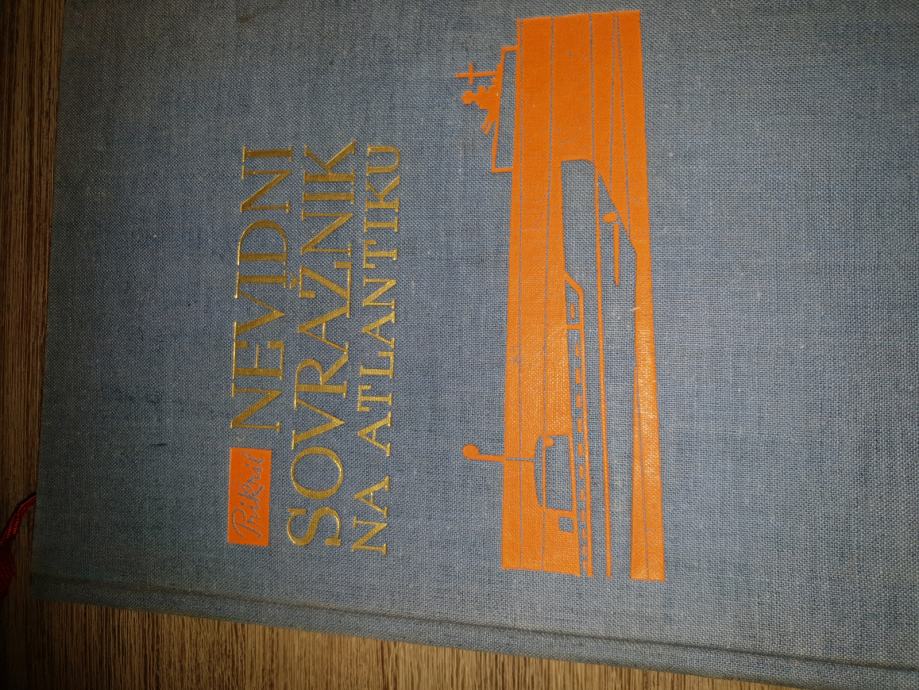 NEVIDNI
SOVRAŽNIK
NA ATLANTIKU